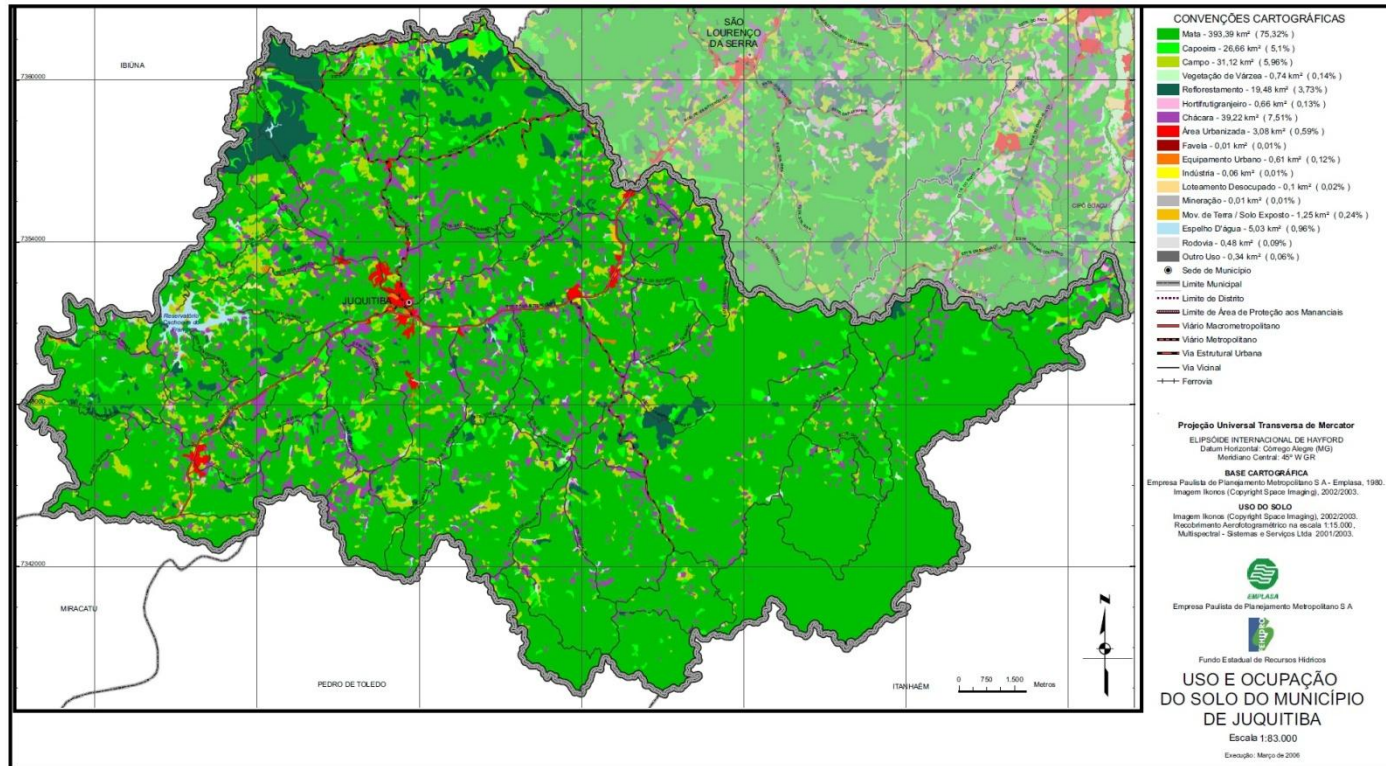 SÃO
LOURENÇO
DA SERRA
IBIÚNA
7360000
7354000
JUQUITIBA
Reservatório
7342000
MIRACATU
PEDRO DE TOLEDO
ITANHAÉM
N
0 750 1.500 Metros
CONVENÇÕES CARTOGRÁFICAS
Mata - 393,39 km² ( 75,32%)
Capoeira - 26,66 km² ( 5,1%)
Campo - 31,12 km² ( 5,96%)
Vegetação de Várzea - 0,74 km² ( 0,14%)
Reflorestamento - 19,48 km² ( 3,73%)
Hortifrutigranjeiro - 0,66 km² ( 0,13%)
Chácara - 39,22 km² ( 7,51%)
Área Urbanizada - 3,08 km² ( 0,59%)
Favela - 0,01 km² ( 0,01%)
Equipamento Urbano - 0,61 km² ( 0,12%)
Indústria - 0,06 km² ( 0,01%)
Loteamento Desocupado - 0,1 km² ( 0,02%)
Mineração - 0,01 km² ( 0,01%)
Mov. de Terra / Solo Exposto - 1,25 km² ( 0,24%)
Espelho D'água - 5,03 km² ( 0,96%)
Rodovia - 0,48 km² ( 0,09%)
Outro Uso - 0,34 km² ( 0,06%)
Sede de Município
Limite Municipal
Limite de Distrito
Limite de Área de Proteção aos Mananciais
Viário Macrometropolitano
Viário Metropolitano
Via Estrutural Urbana
Via Vicinal
Ferrovia
Projeção Universal Transversa de Mercator
ELIPSÓIDE INTERNACIONAL DE HAYFORD
Datum Horizontal: Córrego Alegre (MG)
Meridiano Central: 45º W GR
BASE CARTOGRÁFICA
Empresa Paulista de Planejamento Metropolitano S A - Emplasa, 1980.
Imagem Ikonos (Copyright Space Imaging), 2002/2003.
USO DO SOLO
Imagem Ikonos (Copyright Space Imaging), 2002/2003.
Recobrimento Aerofotogramétrico na escala 1:15.000,
Multispectral - Sistemas e Serviços Ltda 2001/2003.
EMPLASA
Empresa Paulista de Planejamento Metropolitano S A
FEHIDRO
Fundo Estadual de Recursos Hídricos
USO E OCUPAÇÃO
DO SOLO DO MUNICÍPIO
DE JUQUITIBA
Escala 1:83.000
Execução: Março de 2006